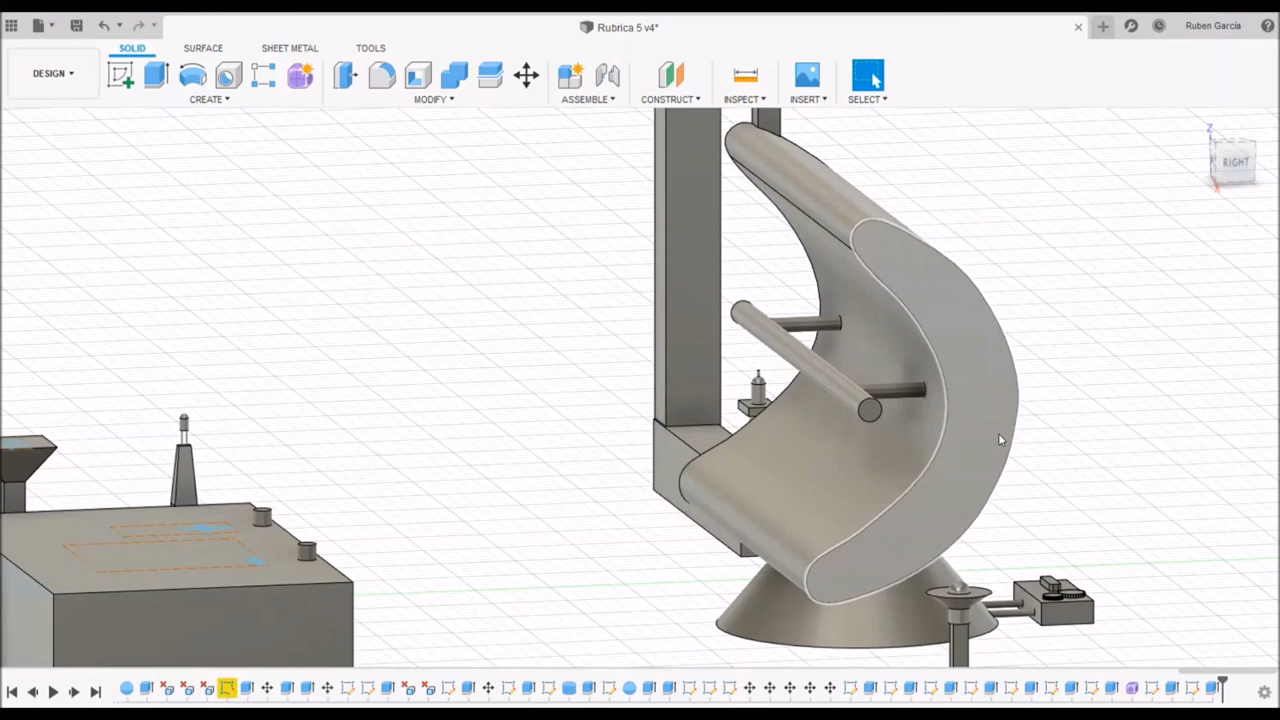 Rubrica 5 v4*
Ruben García
SOLID SURFACE SHEET METAL TOOLS
DESIGN
CREATE MODIFY ASSEMBLE CONSTRUCT INSPECT INSERT SELECT
Z
RIGHT
X